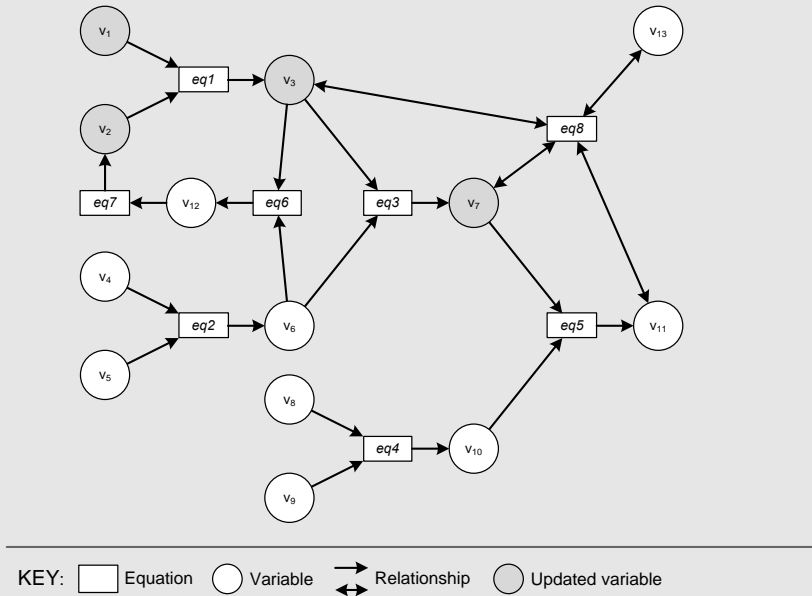 v1
v13
eq1
v3
v2
eq8
eq7
v12
eq6
eq3
v7
v4
eq2
v6
eq5
v11
v5
v8
eq4
v10
v9
KEY: Equation Variable Relationship Updated variable